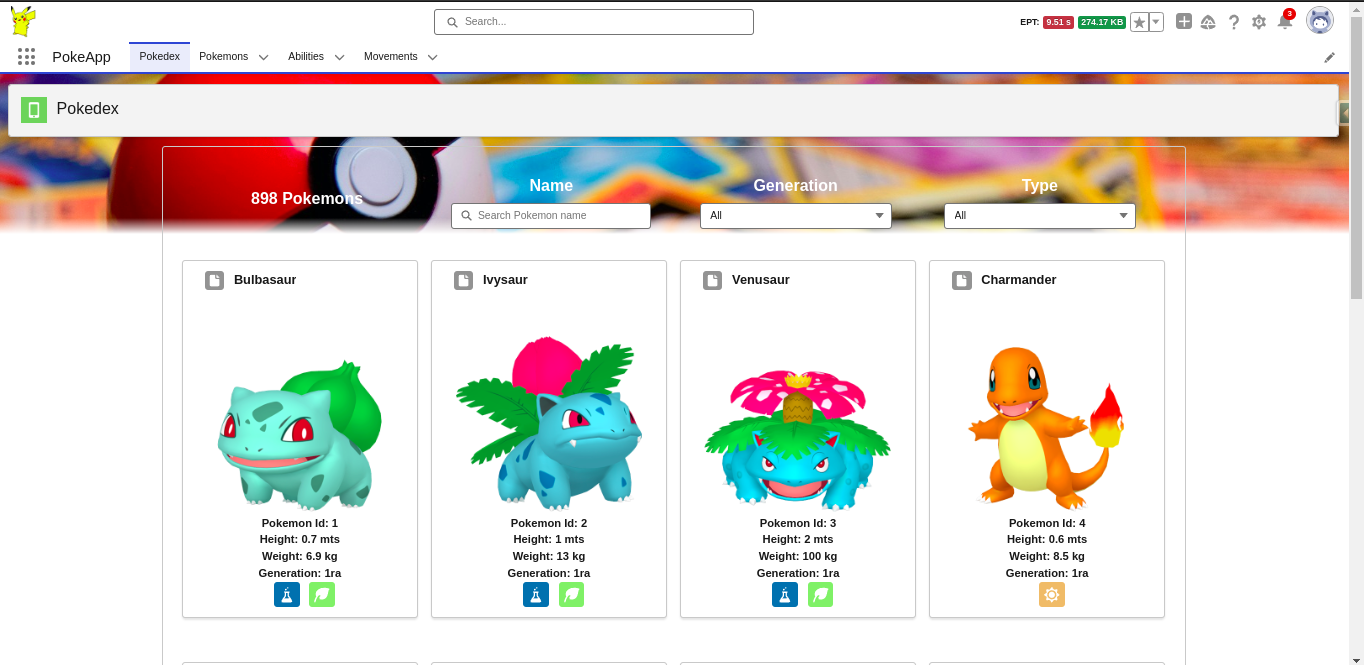 Search...
EPT: 9.51 s 274.17 KB
3
PokeApp Pokedex Pokemons Abilities Movements
Pokedex
898 Pokemons
Name Generation Type
Search Pokemon name All All
Bulbasaur Ivysaur Venusaur Charmander
Pokemon Id: 1 Pokemon Id: 2 Pokemon Id: 3 Pokemon Id: 4
Height: 0.7 mts Height: 1 mts Height: 2 mts Height: 0.6 mts
Weight: 6.9 kg Weight: 13 kg Weight: 100 kg Weight: 8.5 kg
Generation: 1ra Generation: 1ra Generation: 1ra Generation: 1ra